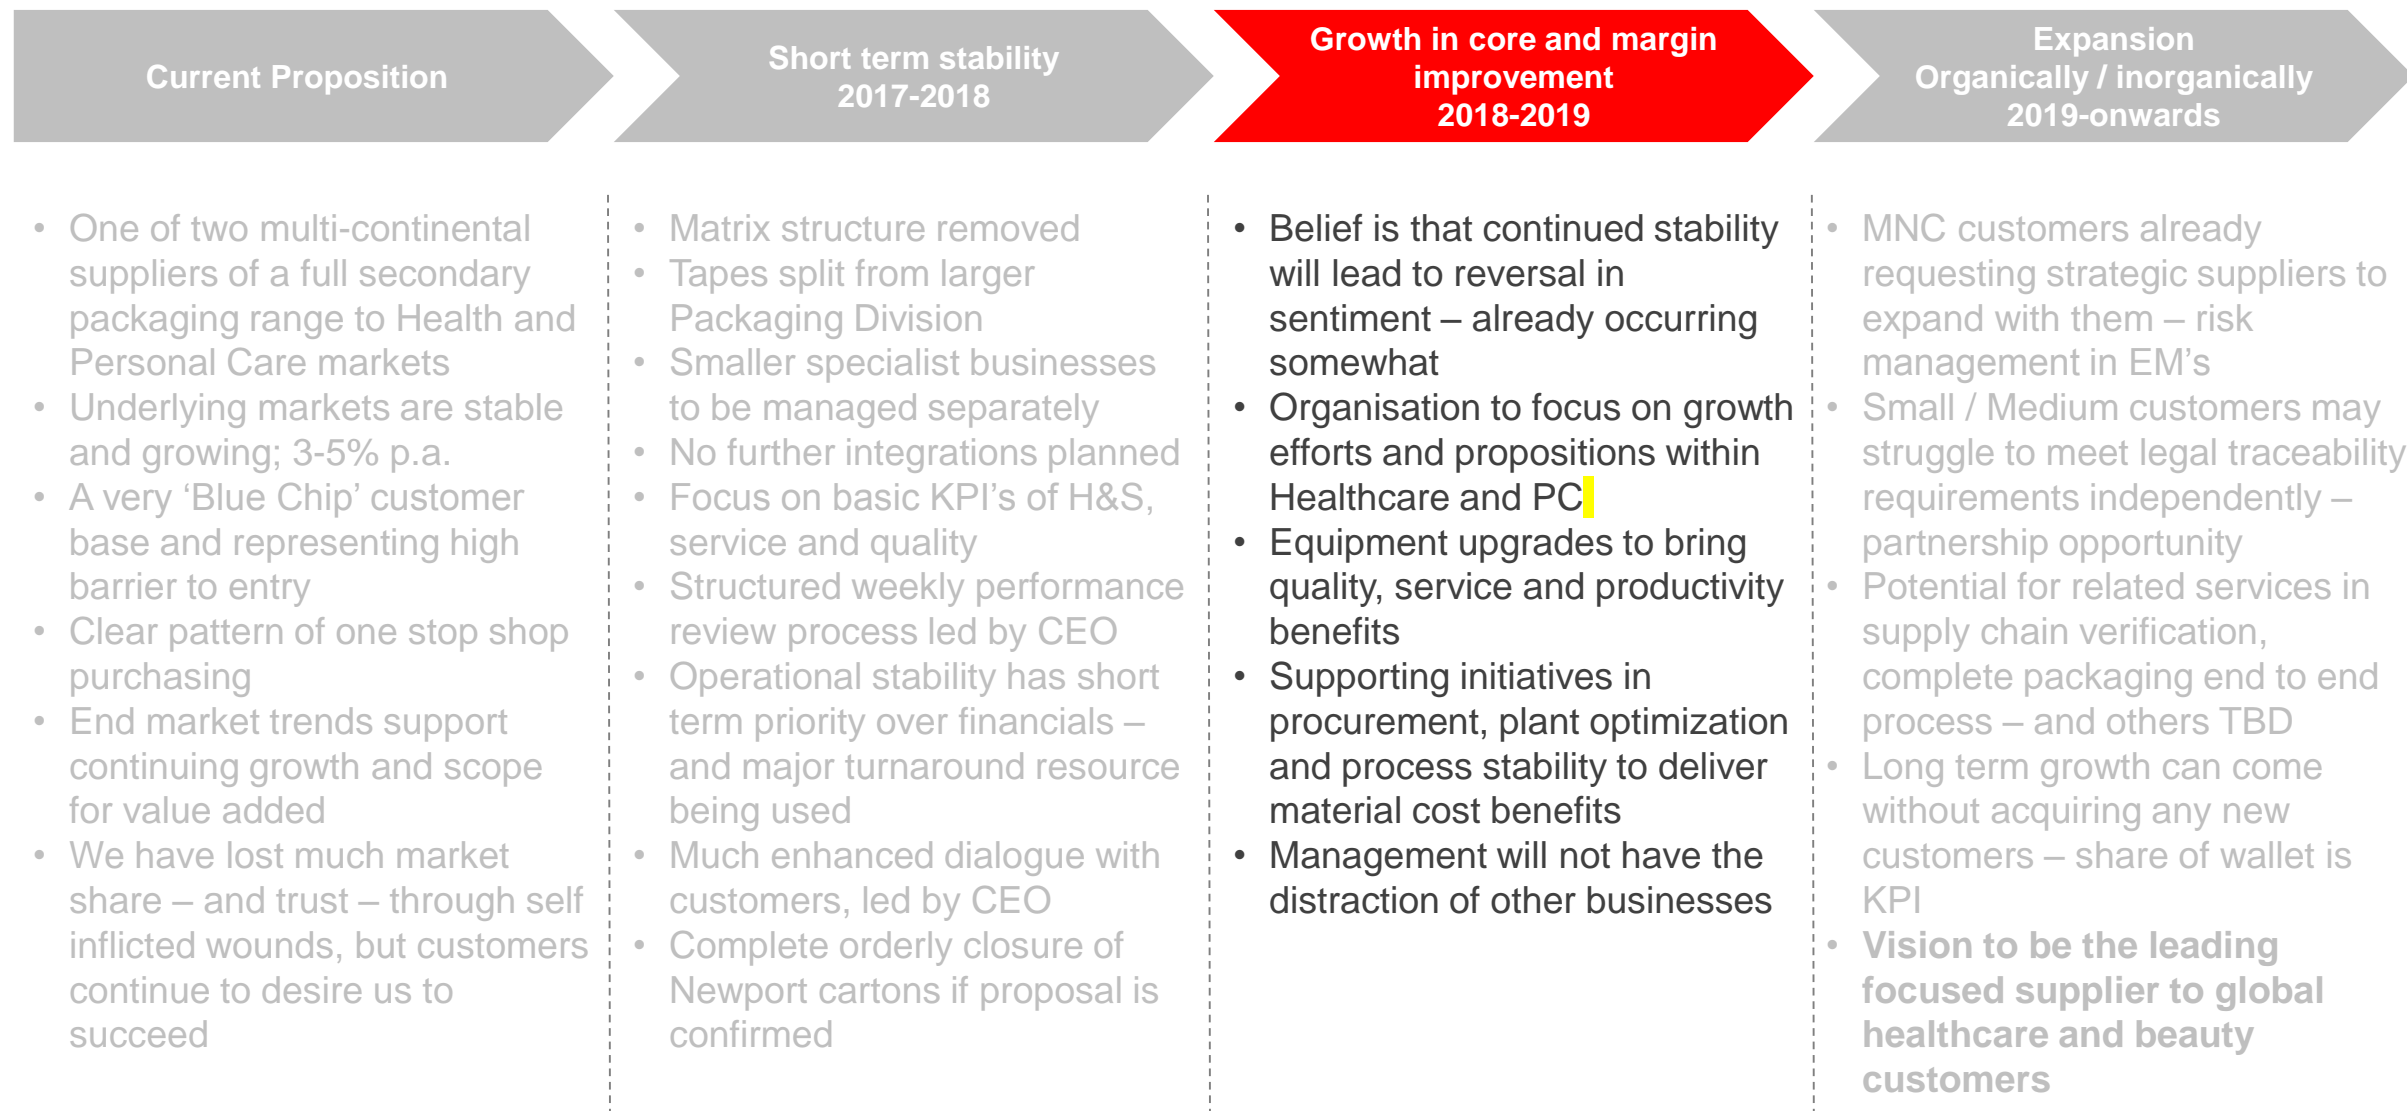 Current Proposition
Short term stability
2017-2018
Growth in core and margin
improvement
2018-2019
Expansion
Organically / inorganically
2019-onwards
• One of two multi-continental
suppliers of a full secondary
packaging range to Health and
Personal Care markets
• Underlying markets are stable
and growing; 3-5% p.a.
• A very ‘Blue Chip’ customer
base and representing high
barrier to entry
• Clear pattern of one stop shop
purchasing
• End market trends support
continuing growth and scope
for value added
• We have lost much market
share – and trust – through self
inflicted wounds, but customers
continue to desire us to
succeed
• Matrix structure removed
• Tapes split from larger
Packaging Division
• Smaller specialist businesses
to be managed separately
• No further integrations planned
• Focus on basic KPI’s of H&S,
service and quality
• Structured weekly performance
review process led by CEO
• Operational stability has short
term priority over financials –
and major turnaround resource
being used
• Much enhanced dialogue with
customers, led by CEO
• Complete orderly closure of
Newport cartons if proposal is
confirmed
• Belief is that continued stability
will lead to reversal in
sentiment – already occurring
somewhat
• Organisation to focus on growth
efforts and propositions within
Healthcare and PC
• Equipment upgrades to bring
quality, service and productivity
benefits
• Supporting initiatives in
procurement, plant optimization
and process stability to deliver
material cost benefits
• Management will not have the
distraction of other businesses
• MNC customers already
requesting strategic suppliers to
expand with them – risk
management in EM’s
• Small / Medium customers may
struggle to meet legal traceability
requirements independently –
partnership opportunity
• Potential for related services in
supply chain verification,
complete packaging end to end
process – and others TBD
• Long term growth can come
without acquiring any new
customers – share of wallet is
KPI
• Vision to be the leading
focused supplier to global
healthcare and beauty
customers